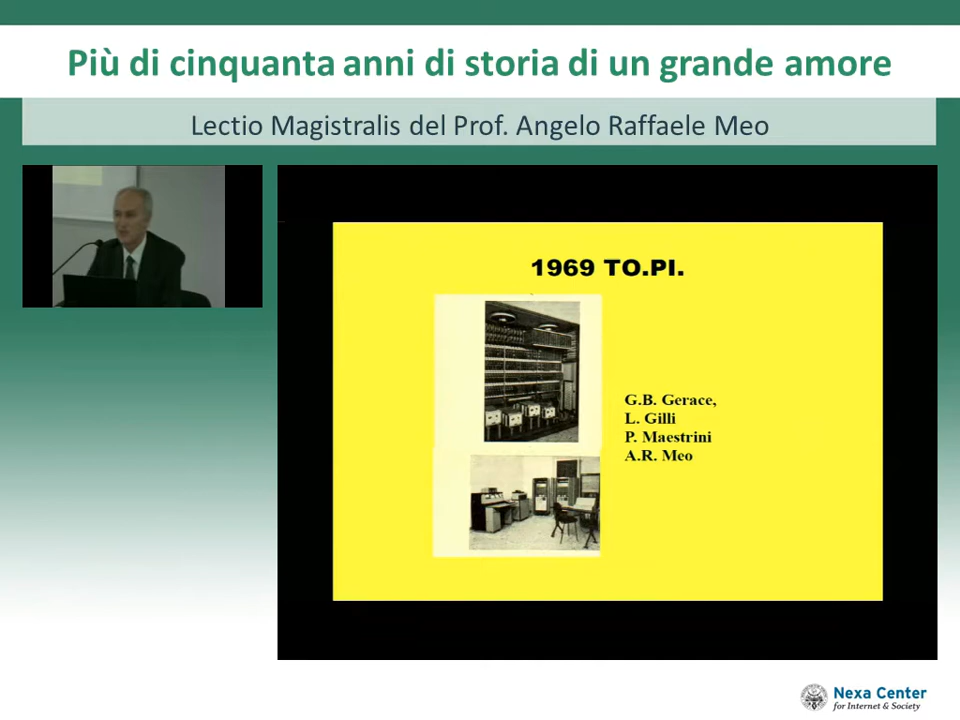 Più di cinquanta anni di storia di un grande amore
Lectio Magistralis del Prof. Angelo Raffaele Meo
1969 TO.PI.
G.B. Gerace,
L. Gilli
P. Maestrini
A.R. Meo
Nexa Center
for Internet & Society